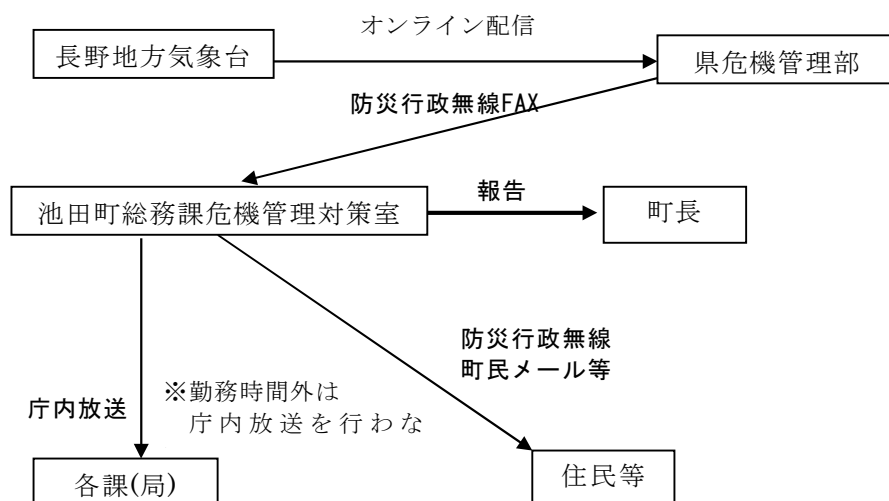 オンライン配信
長野地方気象台
県危機管理部
防災行政無線FAX
池田町総務課危機管理対策室
報告
町長
防災行政無線
町民メール等
※勤務時間外は
庁内放送を行わな
庁内放送
各課(局)
住民等